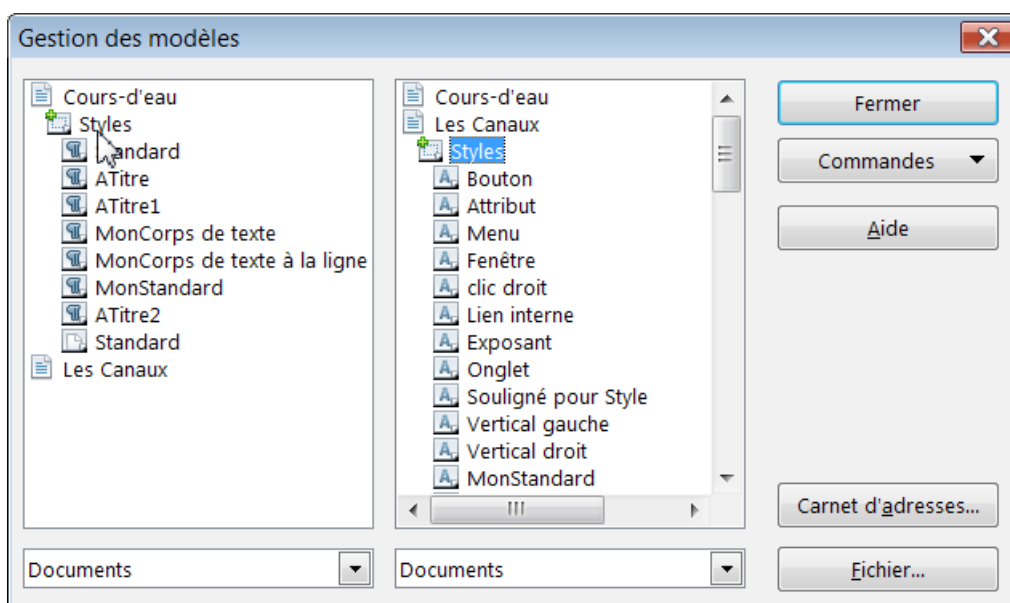 Gestion des modèles
Cours-d'eau
Styles
Standard
ATitre
ATitre1
MonCorps de texte
MonCorps de texte à la ligne
MonStandard
ATitre2
Standard
Les Canaux
Documents
Cours-d'eau
Les Canaux
Styles
Bouton
Attribut
Menu
Fenêtre
clic droit
Lien interne
Exposant
Onglet
Souligné pour Style
Vertical gauche
Vertical droit
MonStandard
Documents
Fermer
Commandes
Aide
Carnet d'adresses...
Fichier...